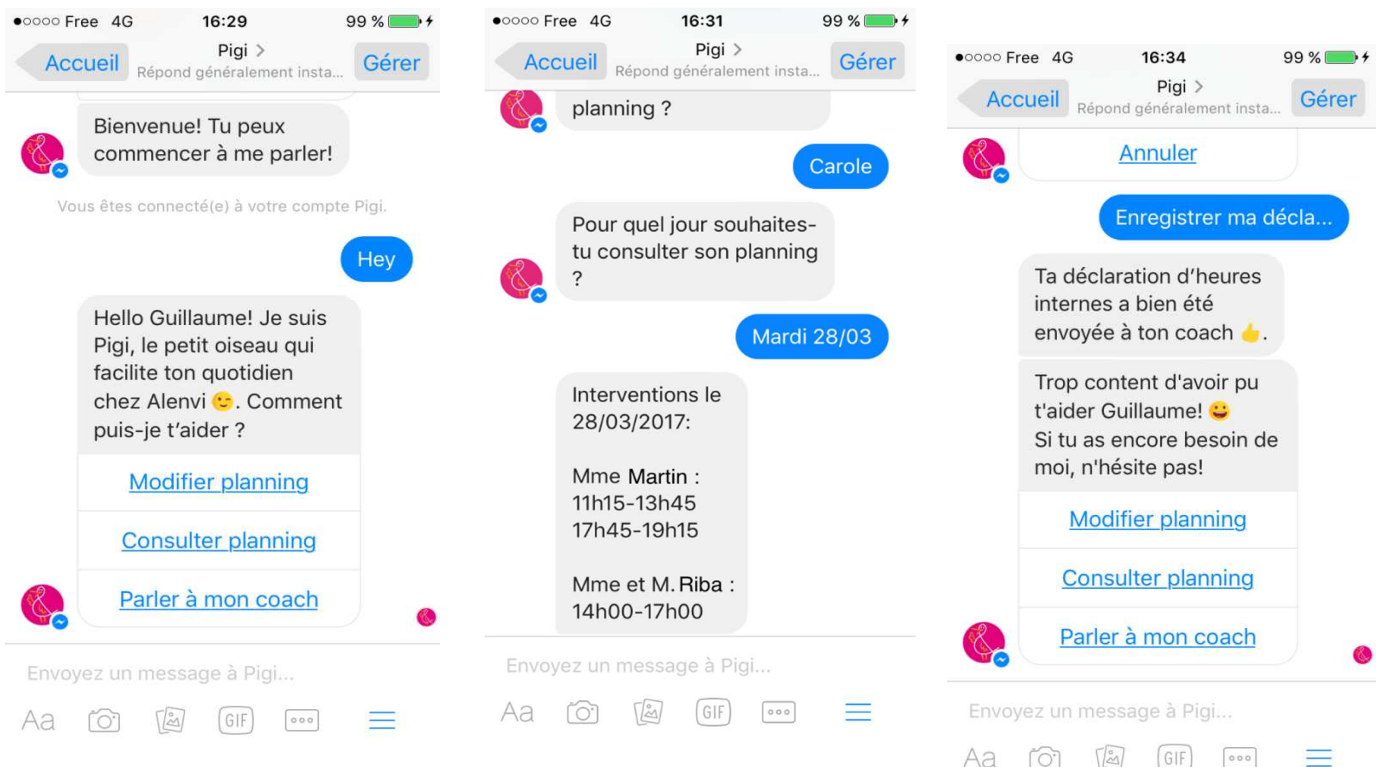 Free 4G 16:29 99 %
Accueil
Pigi >
Répond généralement insta...
Gérer
Bienvenue! Tu peux
commencer à me parler!
Vous êtes connecté(e) à votre compte Pigi.
Hey
Hello Guillaume! Je suis
Pigi, le petit oiseau qui
facilite ton quotidien
chez Alenvi 😉. Comment
puis-je t’aider ?
Modifier planning
Consulter planning
Parler à mon coach
Envoyez un message à Pigi...
Aa GIF
Free 4G 16:31 99 %
Accueil
Pigi >
Répond généralement insta...
Gérer
planning ?
Carole
Pour quel jour souhaites-
tu consulter son planning
?
Mardi 28/03
Interventions le
28/03/2017:
Mme Martin :
11h15-13h45
17h45-19h15
Mme et M. Riba :
14h00-17h00
Envoyez un message à Pigi...
Aa GIF
Free 4G 16:34 99 %
Accueil
Pigi >
Répond généralement insta...
Gérer
Annuler
Enregistrer ma décla...
Ta déclaration d’heures
internes a bien été
envoyée à ton coach 👍.
Trop content d'avoir pu
t'aider Guillaume! 😀
Si tu as encore besoin de
moi, n'hésite pas!
Modifier planning
Consulter planning
Parler à mon coach
Envoyez un message à Pigi...
Aa GIF